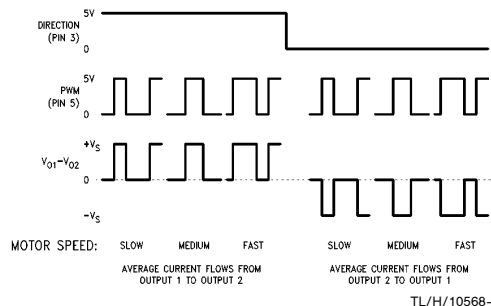 DIRECTION
(PIN 3)
5V
0
PWM
(PIN 5)
5V
0
VO1–VO2
+VS
0
−VS
MOTOR SPEED: SLOW MEDIUM FAST SLOW MEDIUM FAST
AVERAGE CURRENT FLOWS FROM
OUTPUT 1 TO OUTPUT 2
AVERAGE CURRENT FLOWS FROM
OUTPUT 2 TO OUTPUT 1
TL/H/10568-